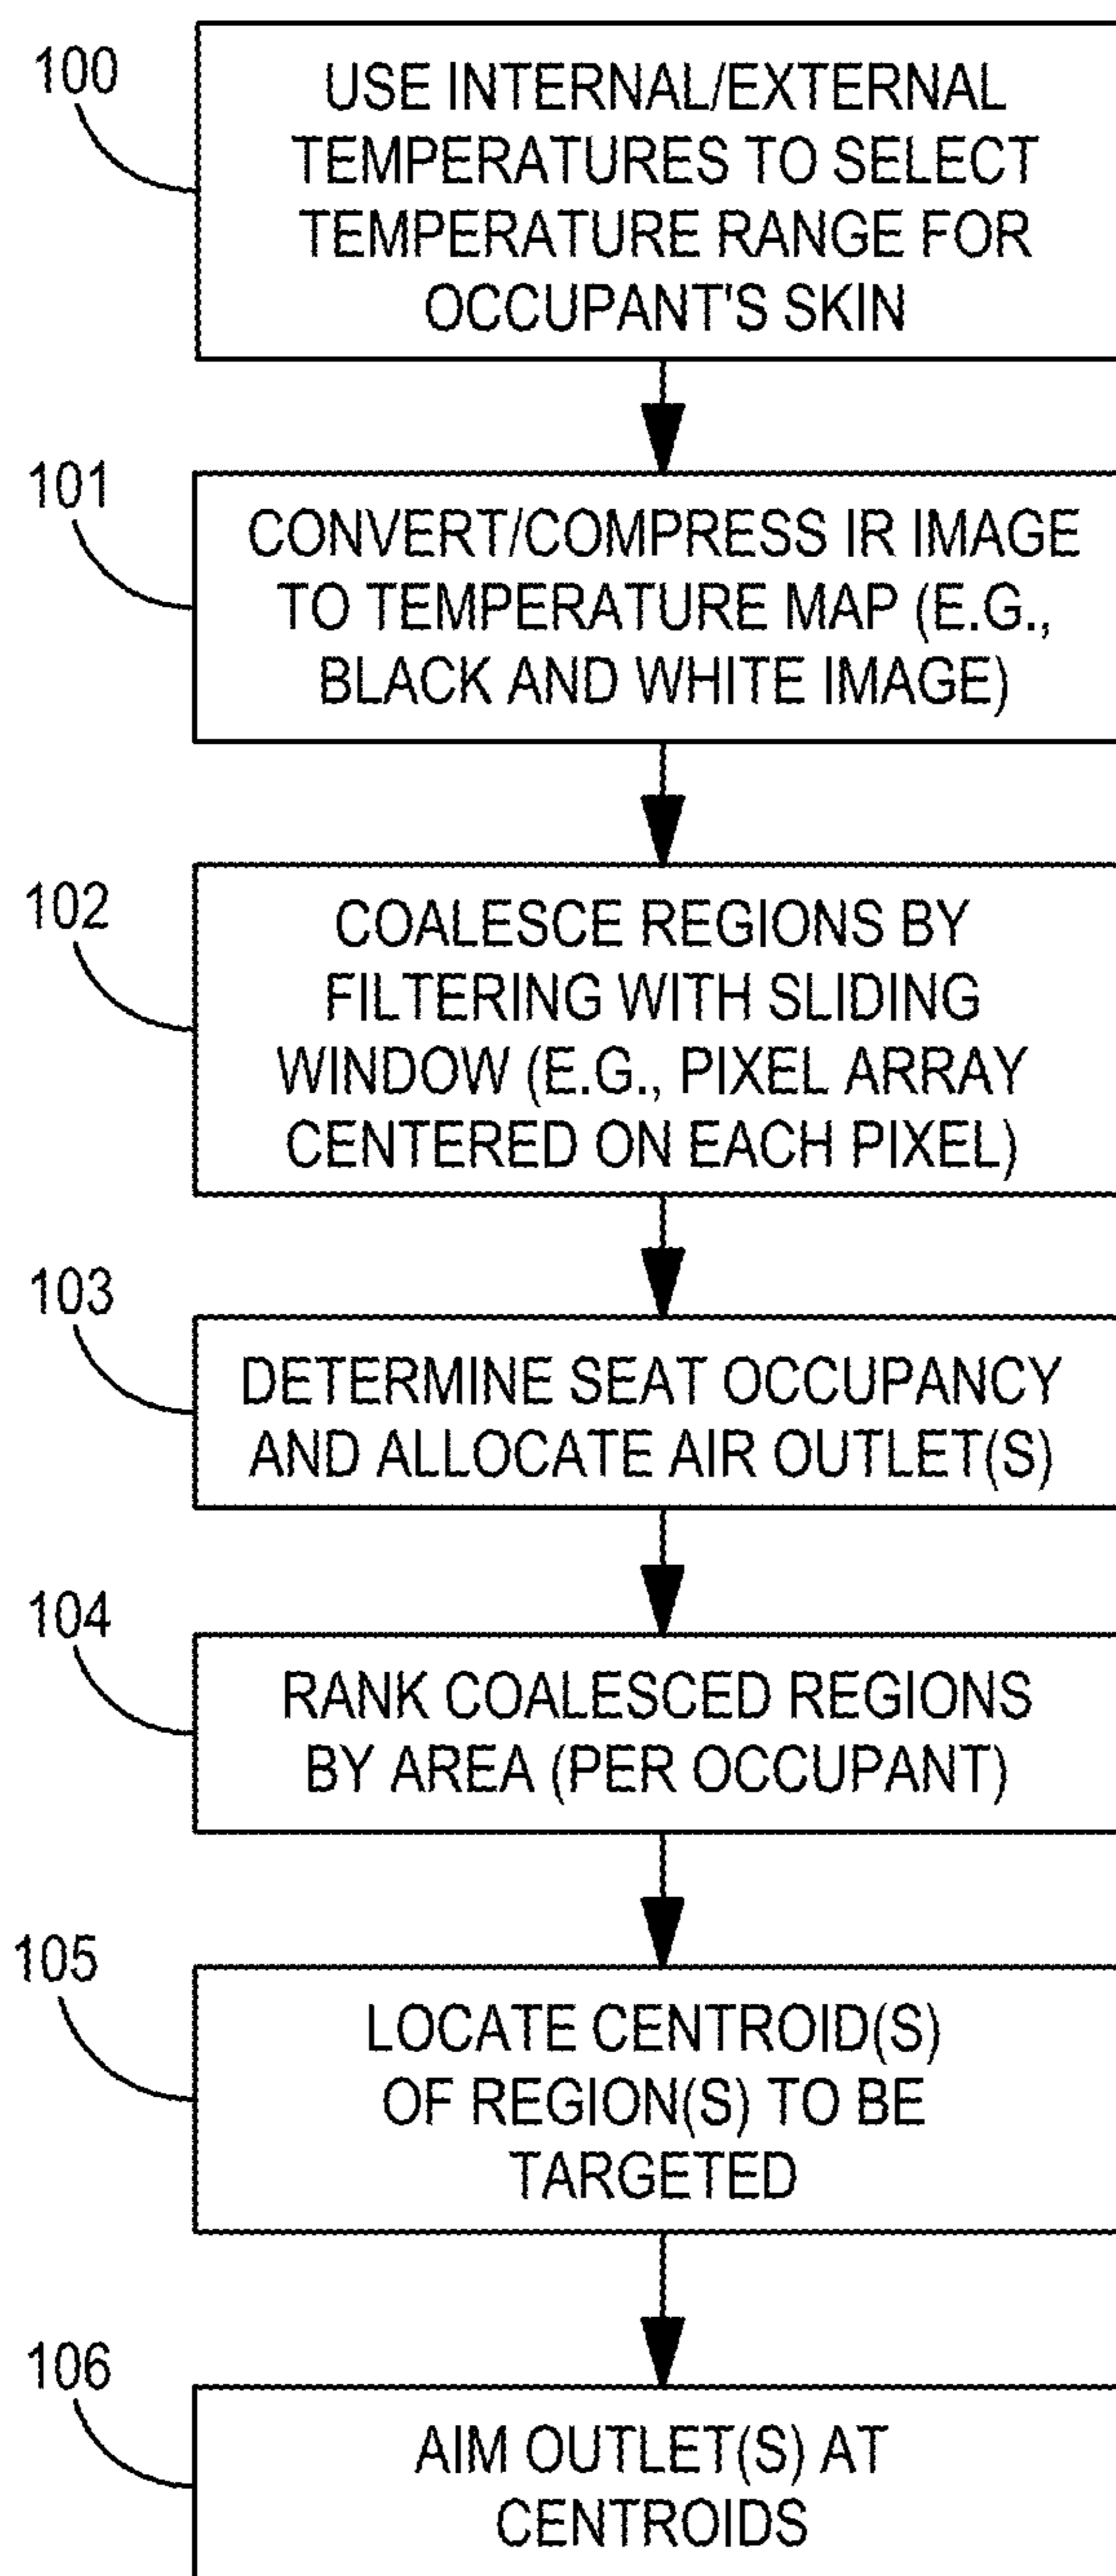 100
USE INTERNAL/EXTERNAL
TEMPERATURES TO SELECT
TEMPERATURE RANGE FOR
OCCUPANT'S SKIN
101
CONVERT/COMPRESS IR IMAGE
TO TEMPERATURE MAP (E.G.,
BLACK AND WHITE IMAGE)
102
COALESCE REGIONS BY
FILTERING WITH SLIDING
WINDOW (E.G., PIXEL ARRAY
CENTERED ON EACH PIXEL)
103
DETERMINE SEAT OCCUPANCY
AND ALLOCATE AIR OUTLET(S)
104
RANK COALESCED REGIONS
BY AREA (PER OCCUPANT)
105
LOCATE CENTROID(S)
OF REGION(S) TO BE
TARGETED
106
AIM OUTLET(S) AT
CENTROIDS